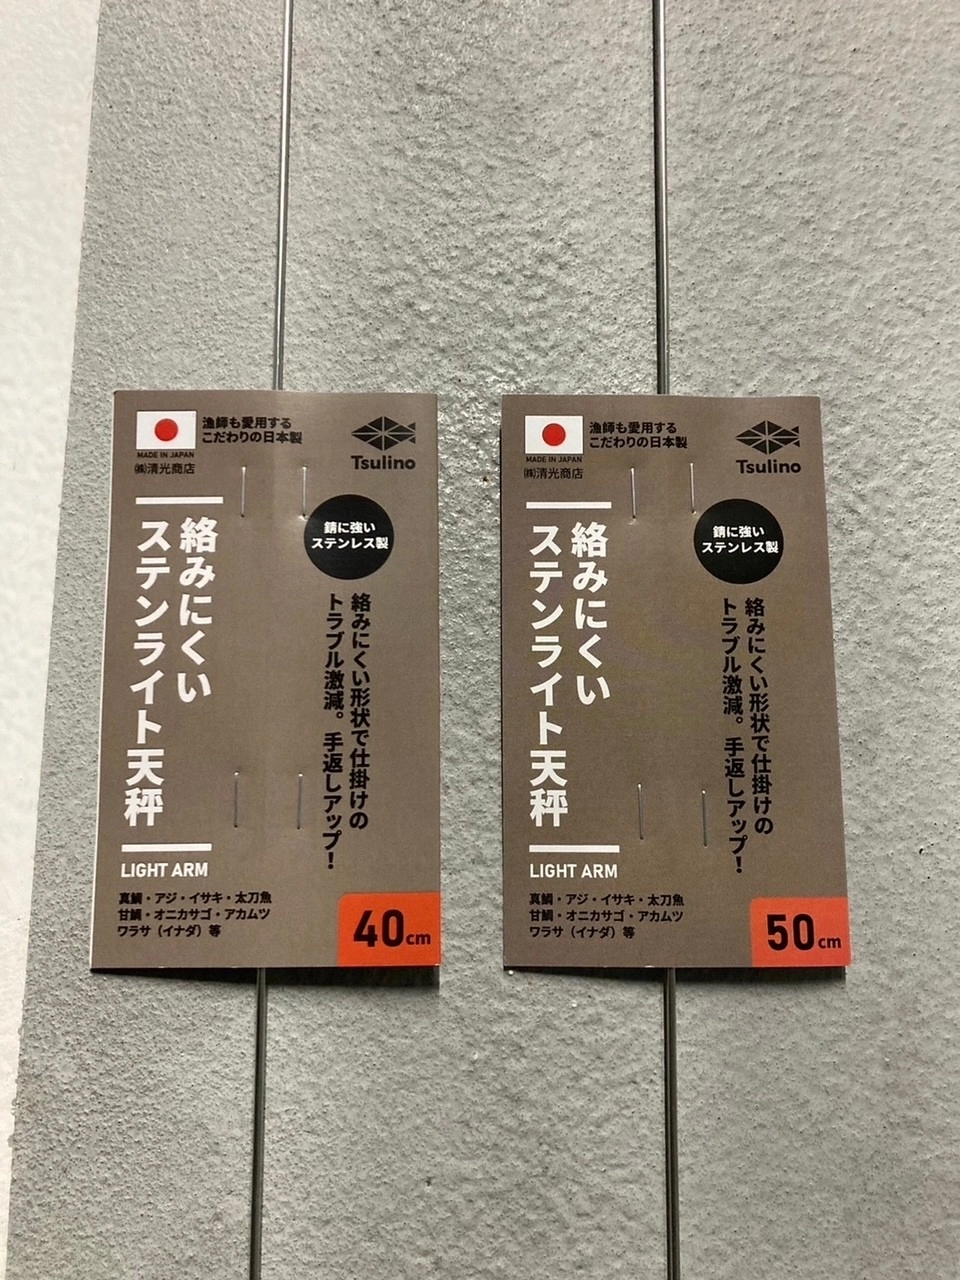 漁師も愛用する
こだわりの日本製
MADE IN JAPAN
㈱清光商店
Tsulino
錆に強い
ステンレス製
絡みにくい
ステンライト天秤
絡みにくい形状で仕掛けの
トラブル激減。手返しアップ！
LIGHT ARM
真鯛・アジ・イサキ・太刀魚
甘鯛・オニカサゴ・アカムツ
ワラサ（イナダ）等
40cm
漁師も愛用する
こだわりの日本製
MADE IN JAPAN
㈱清光商店
Tsulino
錆に強い
ステンレス製
絡みにくい
ステンライト天秤
絡みにくい形状で仕掛けの
トラブル激減。手返しアップ！
LIGHT ARM
真鯛・アジ・イサキ・太刀魚
甘鯛・オニカサゴ・アカムツ
ワラサ（イナダ）等
50cm